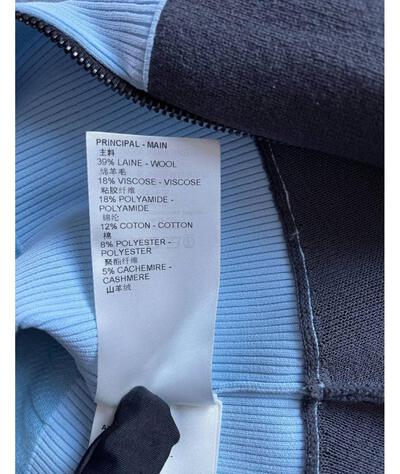 PRINCIPAL - MAIN
主料
39% LAINE - WOOL
绵羊毛
18% VISCOSE - VISCOSE
粘胶纤维
18% POLYAMIDE -
POLYAMIDE
锦纶
12% COTON - COTTON
棉
8% POLYESTER -
POLYESTER
聚酯纤维
5% CACHEMIRE -
CASHMERE
山羊绒